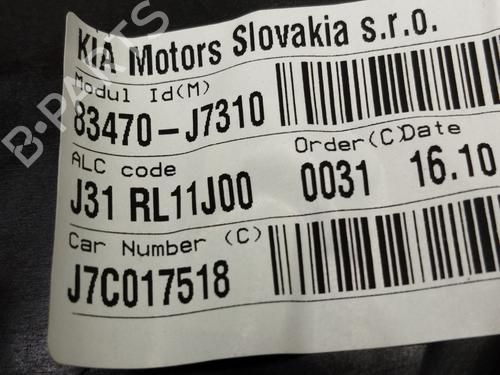 KIA Motors Slovakia s.r.o.
Modul Id(M)
83470-J7310
ALC code
Order(C)Date
J31 RL11J00 0031 16.10
Car Number (C)
J7C017518
B-PARTS